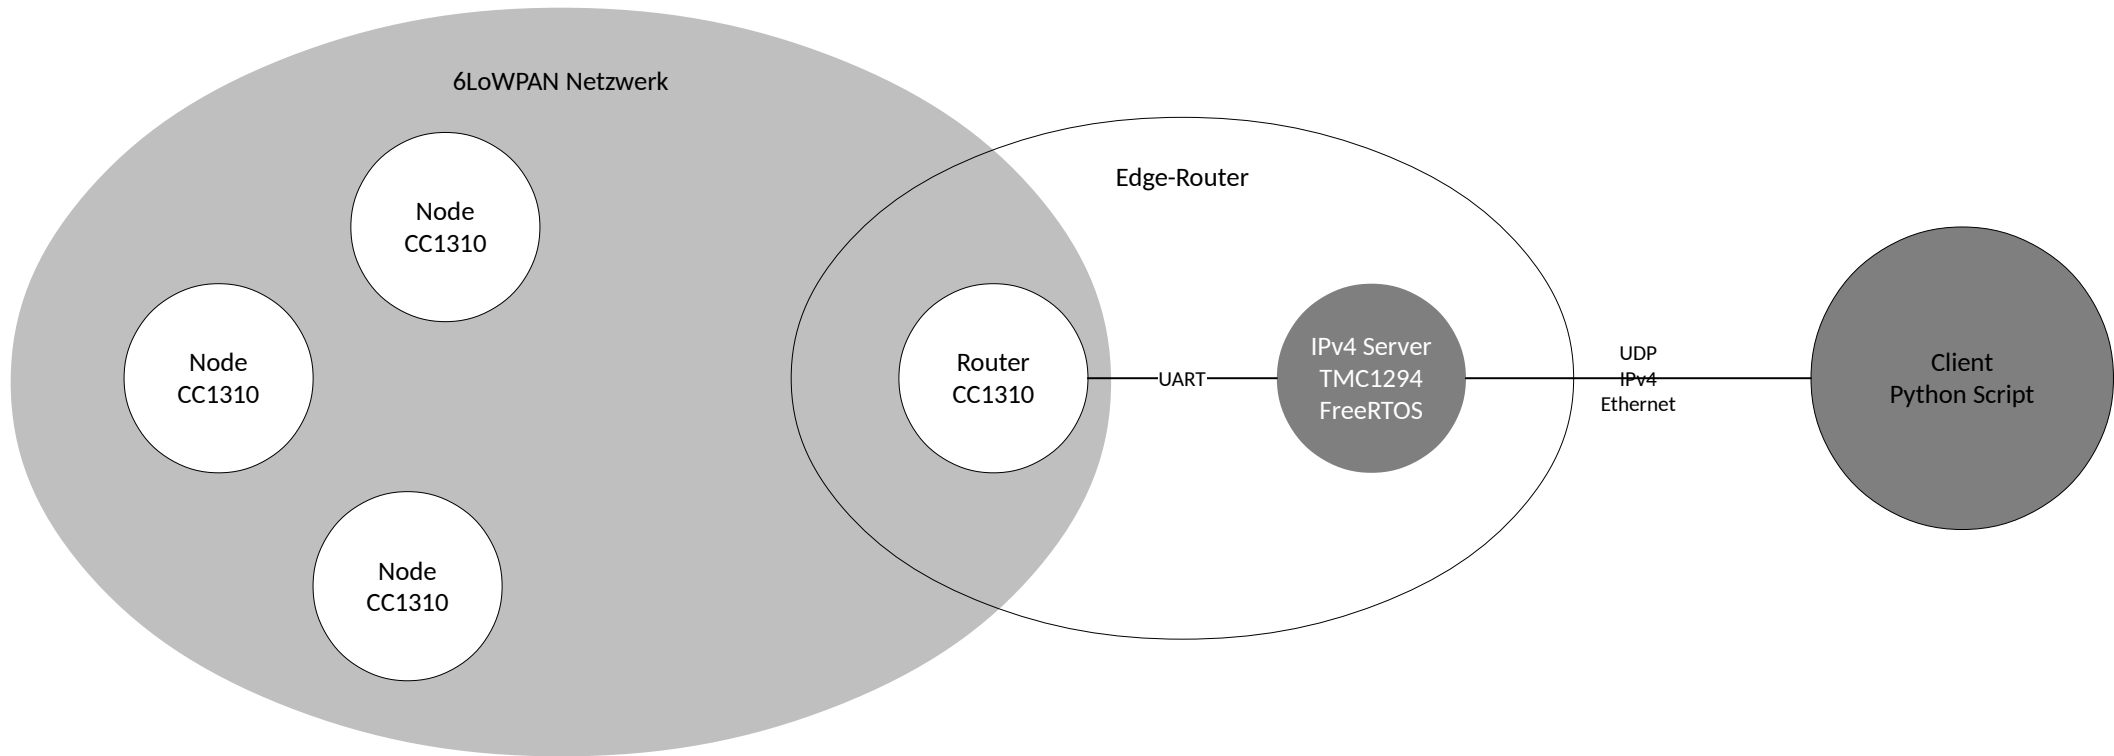 6LoWPAN Netzwerk
Edge-Router
Node
CC1310
Node
CC1310
Node
CC1310
Router
CC1310
UART
IPv4 Server
TMC1294
FreeRTOS
UDP
IPv4
Ethernet
Client
Python Script